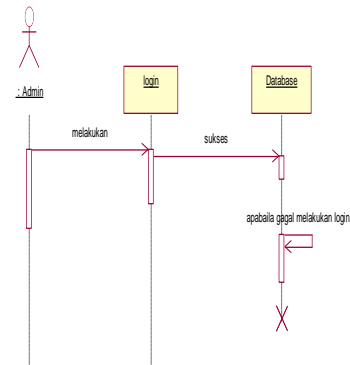 : Admin
login
Database
melakukan
sukses
apabaila gagal melakukan login